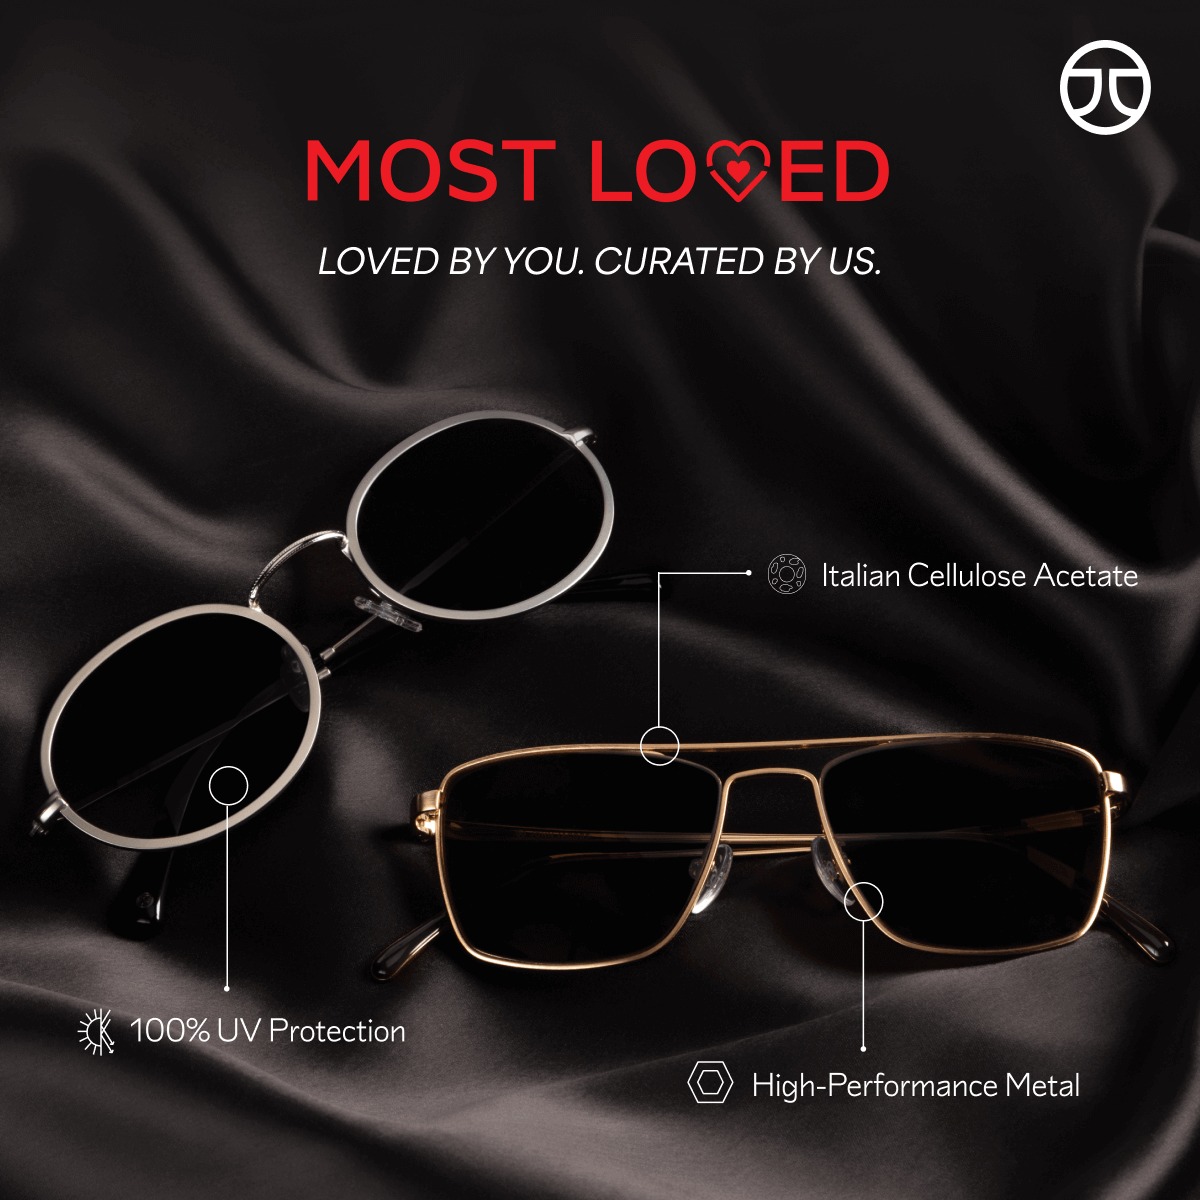 MOST LOVED
LOVED BY YOU. CURATED BY US.
Italian Cellulose Acetate
100% UV Protection
High-Performance Metal